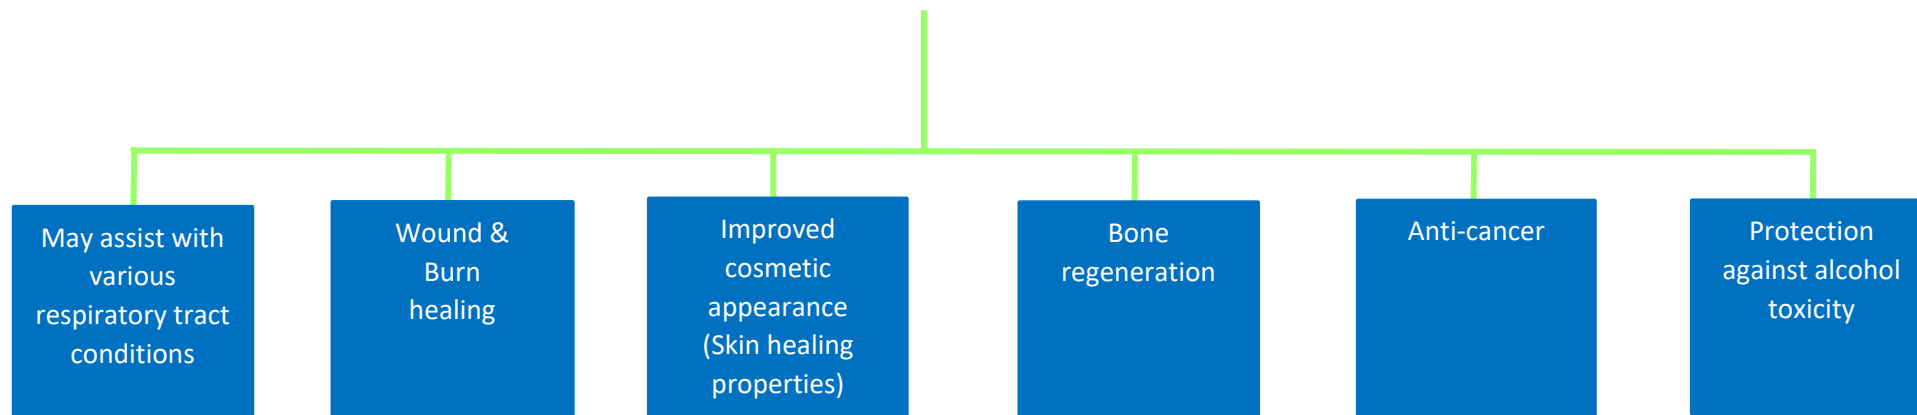 May assist with
various
respiratory tract
conditions
Wound &
Burn
healing
Improved
cosmetic
appearance
(Skin healing
properties)
Bone
regeneration
Anti-cancer
Protection
against alcohol
toxicity